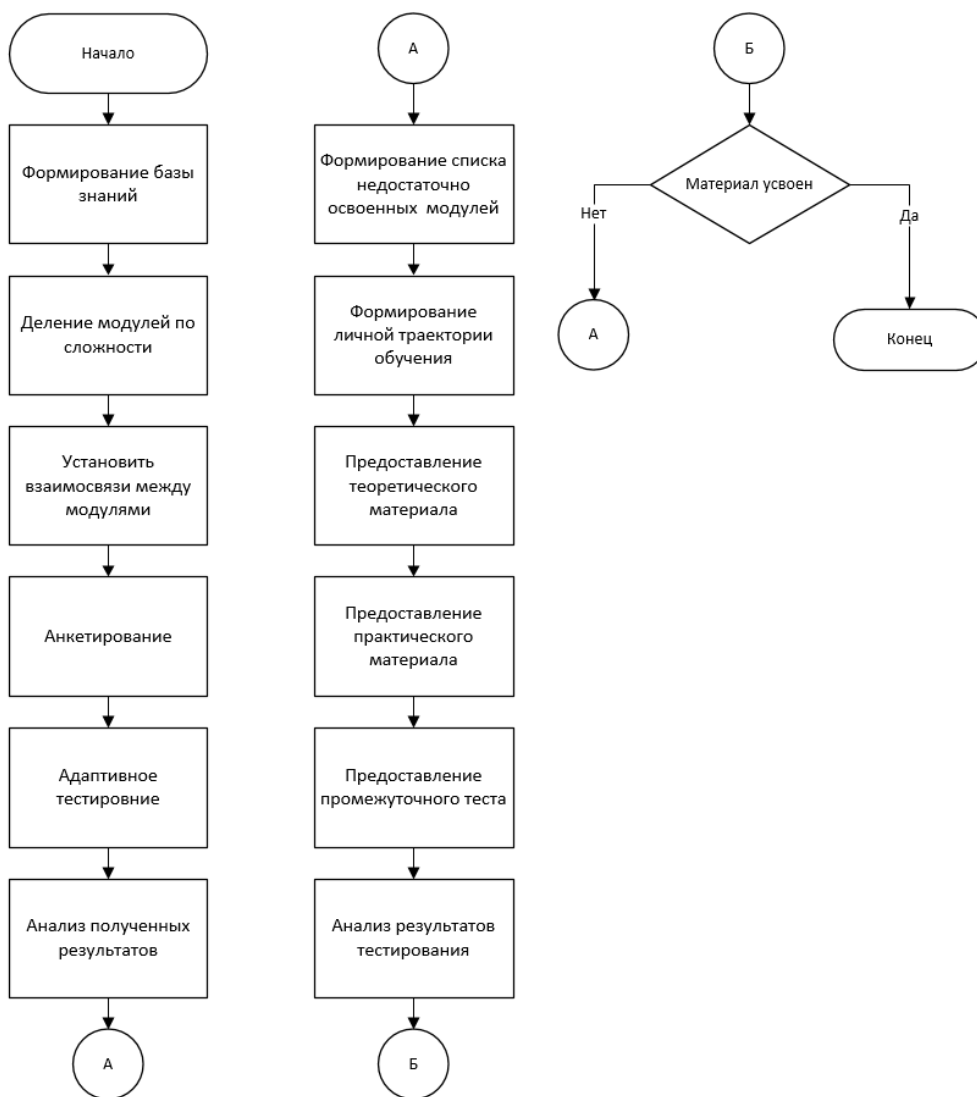 Начало
Формирование базы
знаний
Деление модулей по
сложности
Установить
взаимосвязи между
модулями
Анкетирование
Адаптивное
тестировние
Анализ полученных
результатов
А
А
Формирование списка
недостаточно
освоенных модулей
Формирование
личной траектории
обучения
Предоставление
теоретического
материала
Предоставление
практического
материала
Предоставление
промежуточного теста
Анализ результатов
тестирования
Б
Б
Материал усвоен
Нет
Да
А
Конец